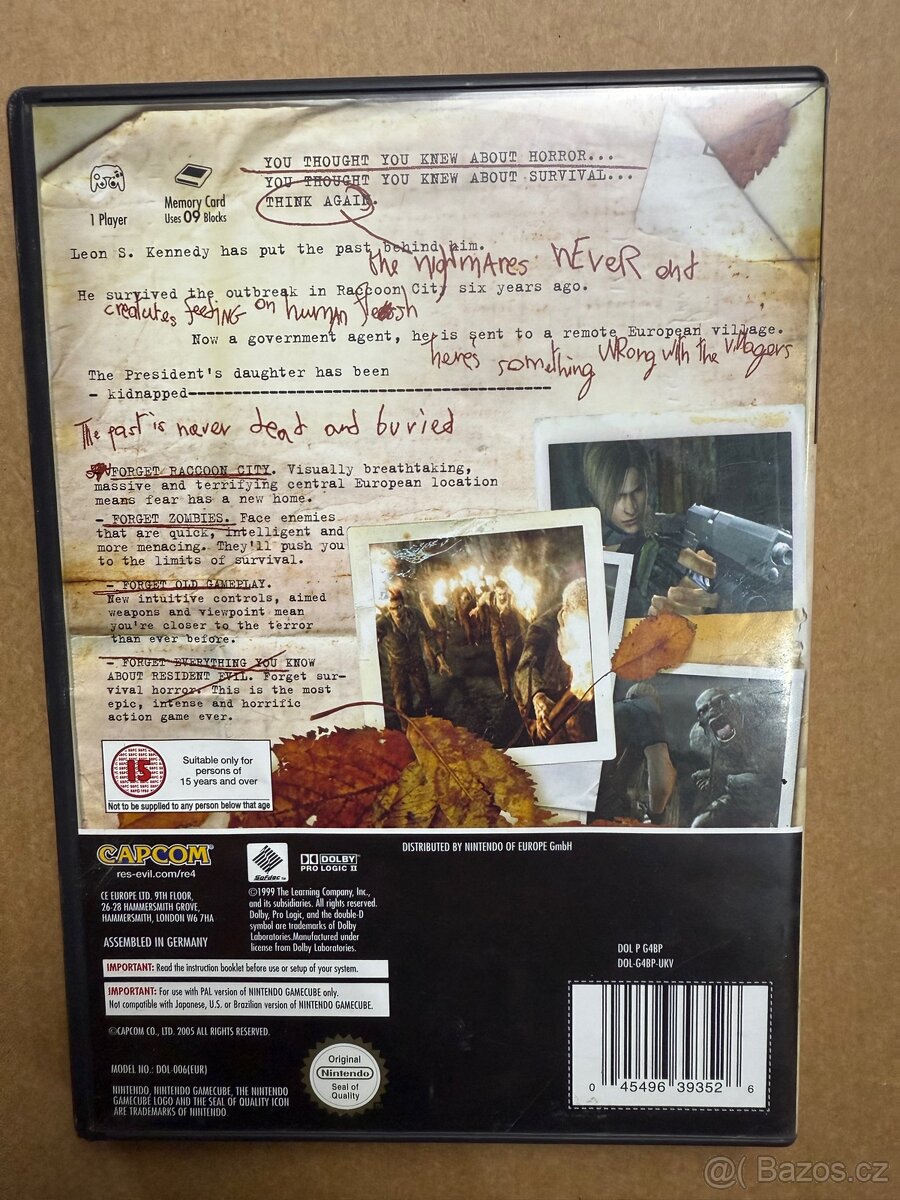 YOU THOUGHT YOU KNEW ABOUT HORROR...
YOU THOUGHT YOU KNEW ABOUT SURVIVAL...
THINK AGAIN.
1 Player
Memory Card
Uses 09 Blocks
Leon S. Kennedy has put the past behind him.
the NIGHTMARES NEVER end
He survived the outbreak in Raccoon City six years ago.
creatures feeding on human flesh
Now a government agent, he is sent to a remote European village.
theres something WRONG with the villagers
The President's daughter has been
- kidnapped-
The past is never dead and buried
FORGET RACCOON CITY. Visually breathtaking,
massive and terrifying central European location
means fear has a new home.
- FORGET ZOMBIES. Face enemies
that are quick, intelligent and
more menacing. They'll push you
to the limits of survival.
- FORGET OLD GAMEPLAY.
New intuitive controls, aimed
weapons and viewpoint mean
you're closer to the terror
than ever before.
- FORGET EVERYTHING YOU KNOW
ABOUT RESIDENT EVIL. Forget sur-
vival horror. This is the most
epic, intense and horrific
action game ever.
15
Suitable only for
persons of
15 years and over
Not to be supplied to any person below that age
CAPCOM
res-evil.com/re4
Sofdec
DOLBY
PRO LOGIC II
DISTRIBUTED BY NINTENDO OF EUROPE GmbH
CE EUROPE LTD. 9TH FLOOR,
26-28 HAMMERSMITH GROVE,
HAMMERSMITH, LONDON W6 7HA
©1999 The Learning Company, Inc.,
and its subsidiaries. All rights reserved.
Dolby, Pro Logic, and the double-D
symbol are trademarks of Dolby
Laboratories.Manufactured under
license from Dolby Laboratories.
ASSEMBLED IN GERMANY
IMPORTANT: Read the instruction booklet before use or setup of your system.
IMPORTANT: For use with PAL version of NINTENDO GAMECUBE only.
Not compatible with Japanese, U.S. or Brazilian version of NINTENDO GAMECUBE.
©CAPCOM CO., LTD. 2005 ALL RIGHTS RESERVED.
MODEL NO.: DOL-006(EUR)
NINTENDO, NINTENDO GAMECUBE, THE NINTENDO
GAMECUBE LOGO AND THE SEAL OF QUALITY ICON
ARE TRADEMARKS OF NINTENDO.
Original
Nintendo
Seal of
Quality
DOL P G4BP
DOL-G4BP-UKV
0 45496 39352 6
@( Bazos.cz